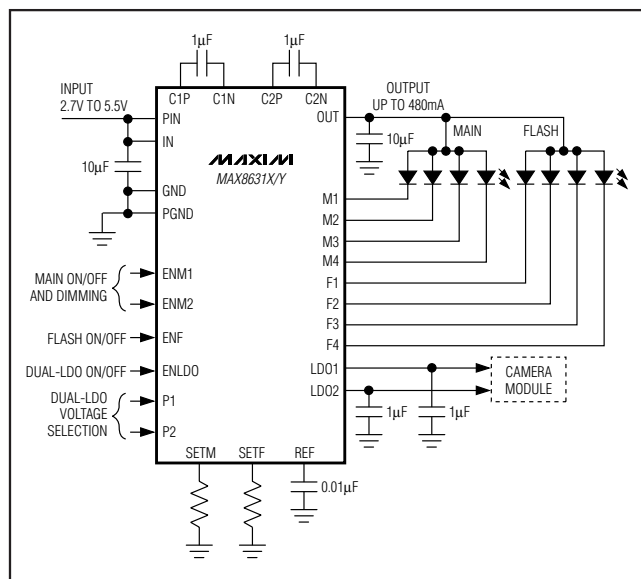 1µF
1µF
INPUT
2.7V TO 5.5V
C1P
C1N
C2P
C2N
OUTPUT
UP TO 480mA
PIN
OUT
IN
10µF
MAIN
FLASH
10µF
MAXIM
MAX8631X/Y
GND
PGND
M1
M2
M3
M4
MAIN ON/OFF
AND DIMMING
ENM1
ENM2
F1
F2
F3
F4
FLASH ON/OFF
ENF
DUAL-LDO ON/OFF
ENLDO
LDO1
LDO2
CAMERA
MODULE
DUAL-LDO
VOLTAGE
SELECTION
P1
P2
1µF
1µF
SETM
SETF
REF
0.01µF